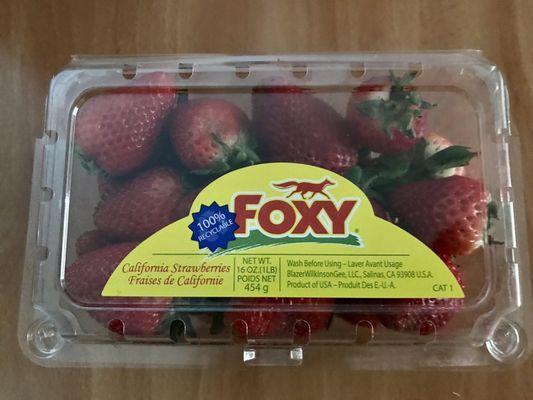 FOXY
100%
RECYCLABLE
California Strawberries
Fraises de Californie
NET WT.
16 OZ.(1LB)
POIDS NET
454 g
Wash Before Using – Laver Avant Usage
BlazerWilkinsonGee, LLC, Salinas, CA 93908 U.S.A.
Product of USA – Produit Des E.-U.A.
CAT 1